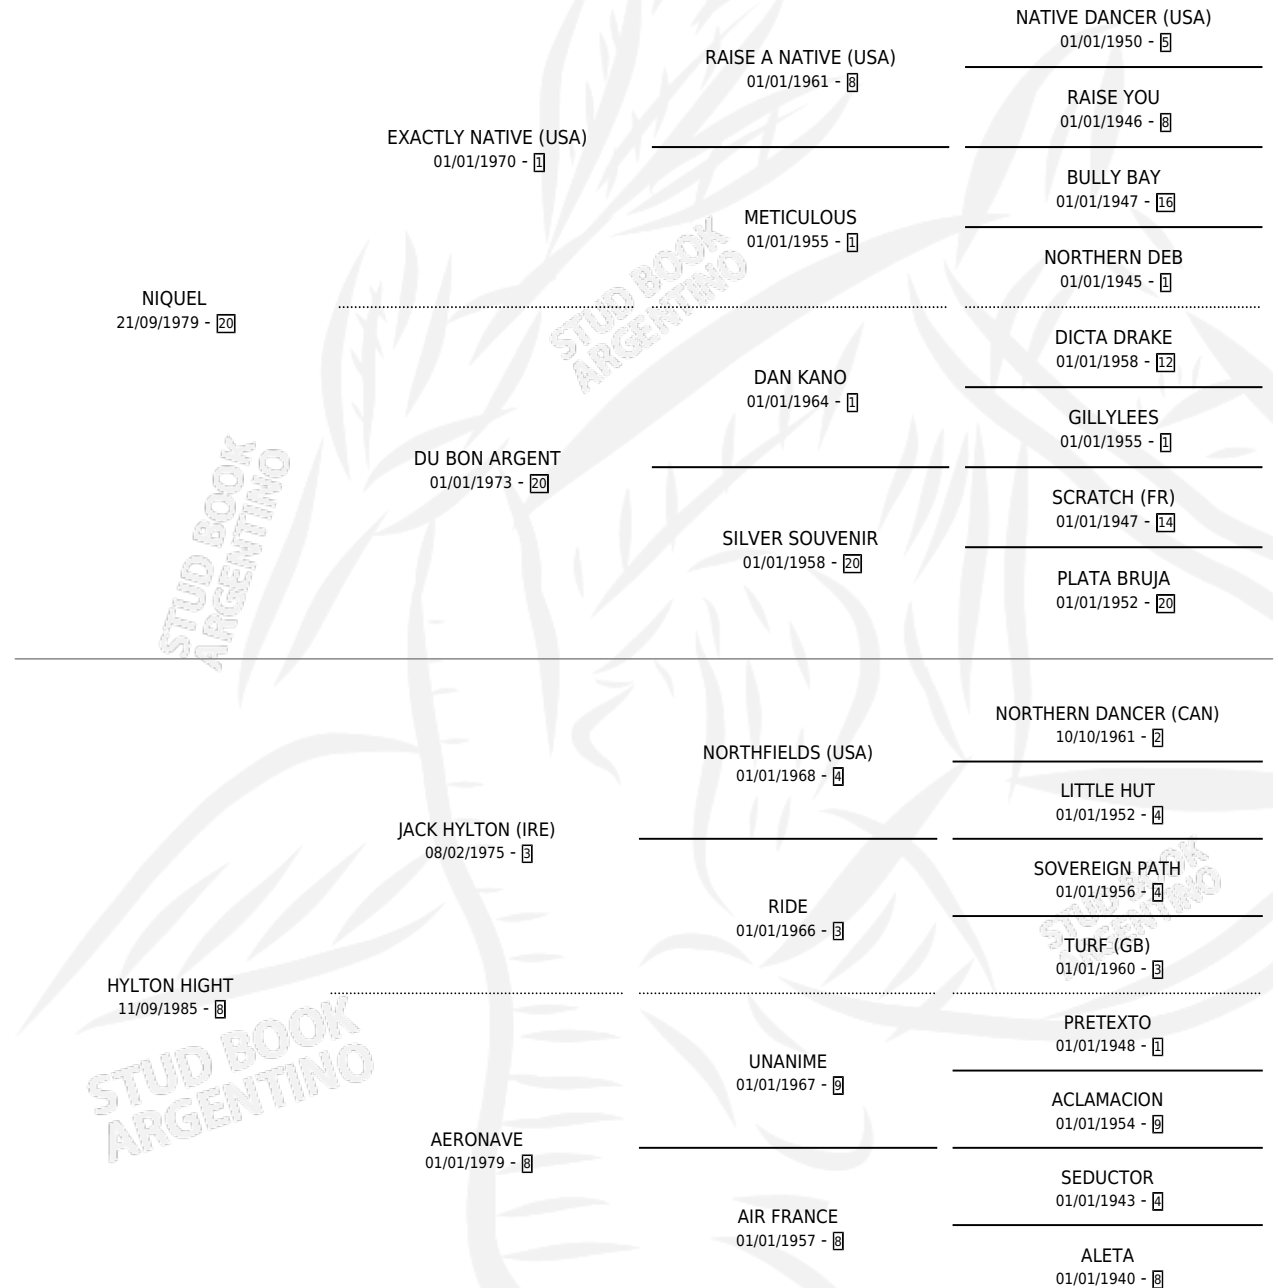 NATIVE DANCER (USA)
01/01/1950 - 5
RAISE A NATIVE (USA)
01/01/1961 - 8
RAISE YOU
01/01/1946 - 8
EXACTLY NATIVE (USA)
01/01/1970 - 1
BULLY BAY
01/01/1947 - 16
METICULOUS
01/01/1955 - 1
NORTHERN DEB
01/01/1945 - 1
NIQUEL
21/09/1979 - 20
DICTA DRAKE
01/01/1958 - 12
DAN KANO
01/01/1964 - 1
GILLYLEES
01/01/1955 - 1
DU BON ARGENT
01/01/1973 - 20
SCRATCH (FR)
01/01/1947 - 14
SILVER SOUVENIR
01/01/1958 - 20
PLATA BRUJA
01/01/1952 - 20
NORTHERN DANCER (CAN)
10/10/1961 - 2
NORTHFIELDS (USA)
01/01/1968 - 4
LITTLE HUT
01/01/1952 - 4
JACK HYLTON (IRE)
08/02/1975 - 3
SOVEREIGN PATH
01/01/1956 - 4
RIDE
01/01/1966 - 3
TURF (GB)
01/01/1960 - 3
HYLTON HIGHT
11/09/1985 - 8
PRETEXTO
01/01/1948 - 1
UNANIME
01/01/1967 - 9
ACLAMACION
01/01/1954 - 9
AERONAVE
01/01/1979 - 8
SEDUCTOR
01/01/1943 - 4
AIR FRANCE
01/01/1957 - 8
ALETA
01/01/1940 - 8
STUD BOOK
ARGENTINO
STUD BOOK
ARGENTINO
STUD BOOK
ARGENTINO
STUD BOOK
ARGENTINO